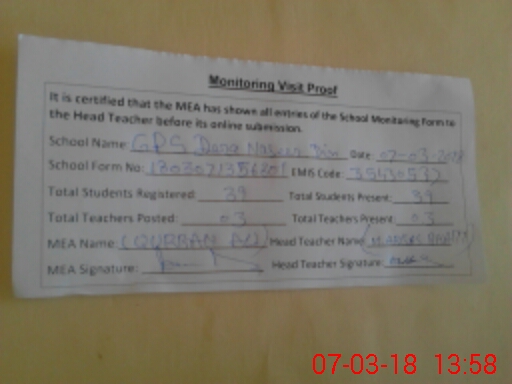 Monitoring Visit Proof
It is certified that the MEA has shown all entries of the School Monitoring Form to
the Head Teacher before its online submission.
School Name: GPS Dera Din Date: 07-03-
School Form No: EMIS Code:
Total Students Registered: 39 Total Students Present: 39
Total Teachers Posted: 03 Total Teachers Present: 03
MEA Name: (QURBAN ALI) Head Teacher Name:
MEA Signature: Head Teacher Signature:
07-03-18 13:58